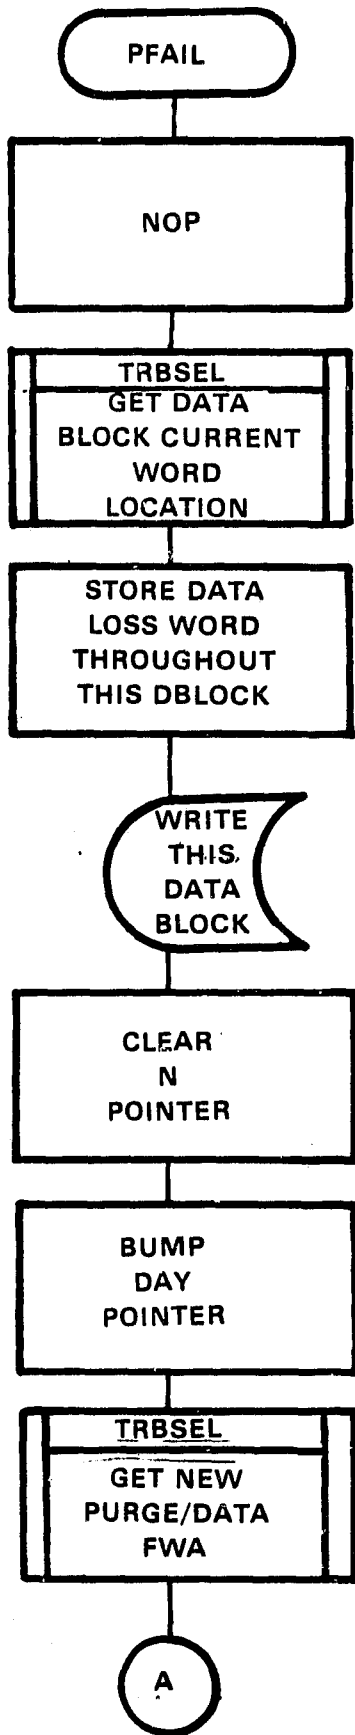 PFAIL
NOP
TRBSEL
GET DATA
BLOCK CURRENT
WORD
LOCATION
STORE DATA
LOSS WORD
THROUGHOUT
THIS DBLOCK
WRITE
THIS
DATA
BLOCK
CLEAR
N
POINTER
BUMP
DAY
POINTER
TRBSEL
GET NEW
PURGE/DATA
FWA
A